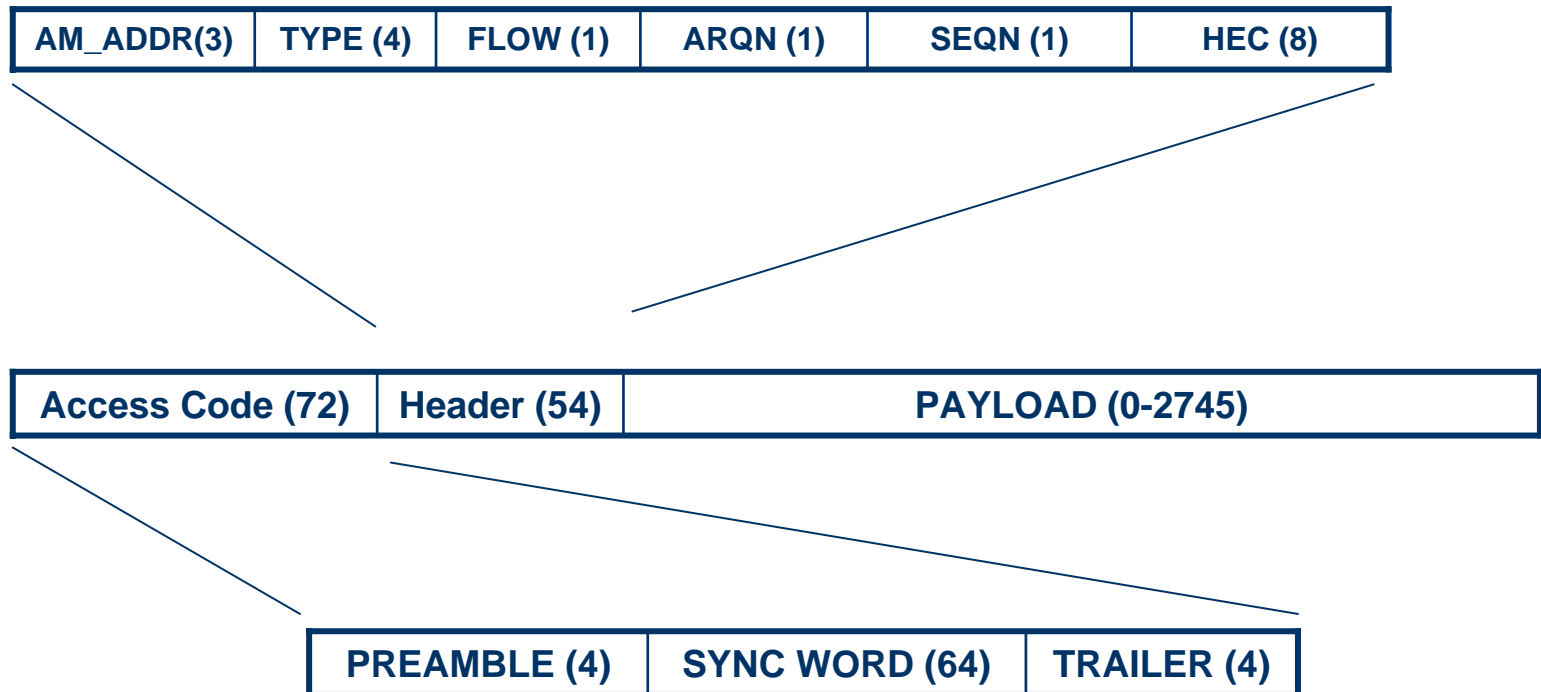 AM_ADDR(3) TYPE (4) FLOW (1) ARQN (1) SEQN (1) HEC (8)
Access Code (72) Header (54) PAYLOAD (0-2745)
PREAMBLE (4) SYNC WORD (64) TRAILER (4)